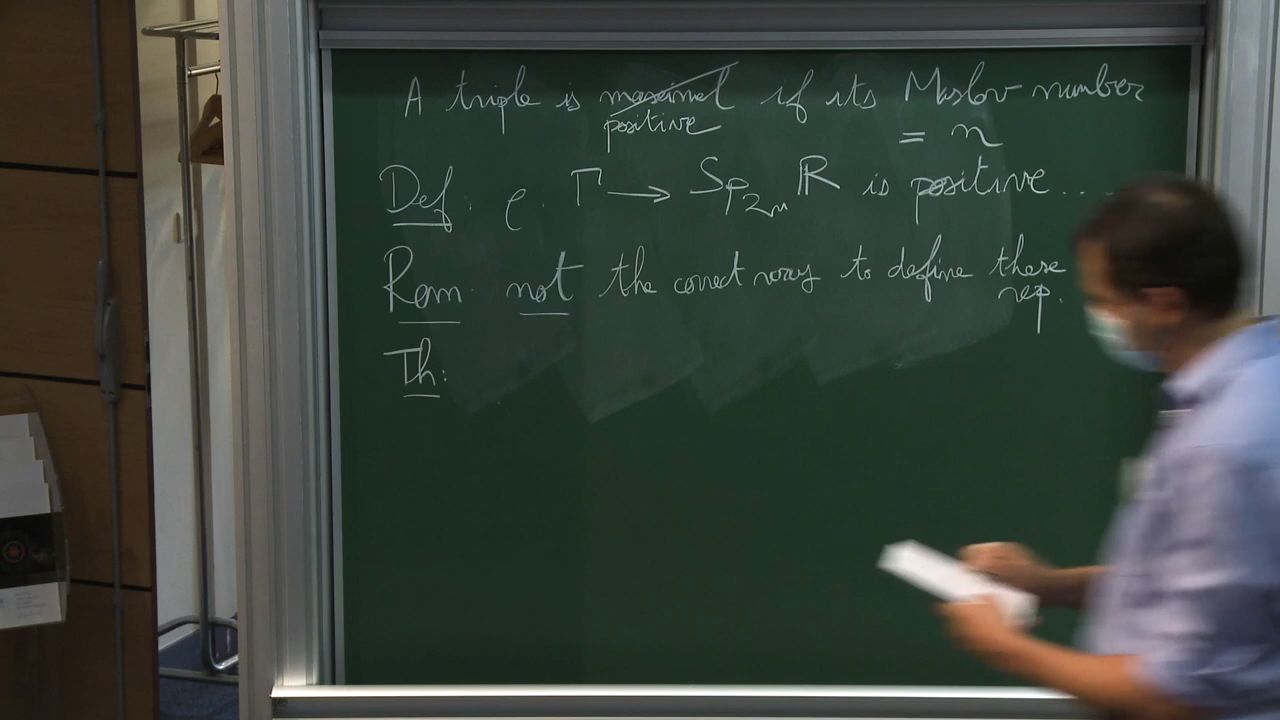 A triple is maximal if its Maslov number
positive = n
Def: ρ: Γ → Sp₂ₙ ℝ is positive....
Rem not the correct way to define these
rep.
Th: